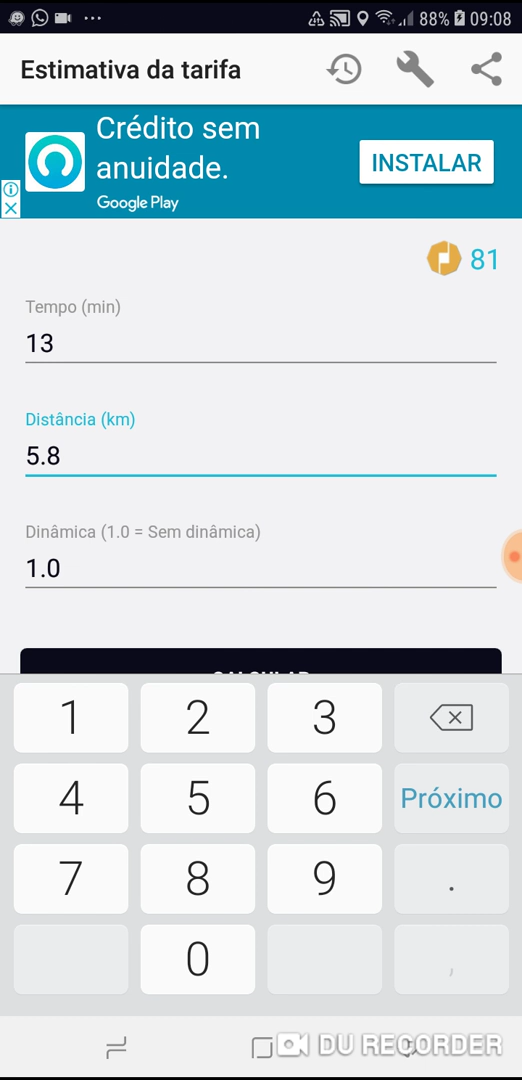 88% 09:08
Estimativa da tarifa
Crédito sem
anuidade.
Google Play
INSTALAR
81
Tempo (min)
13
Distância (km)
5.8
Dinâmica (1.0 = Sem dinâmica)
1.0
CALCULAR
1 2 3
4 5 6 Próximo
7 8 9 .
0 ,
DU RECORDER